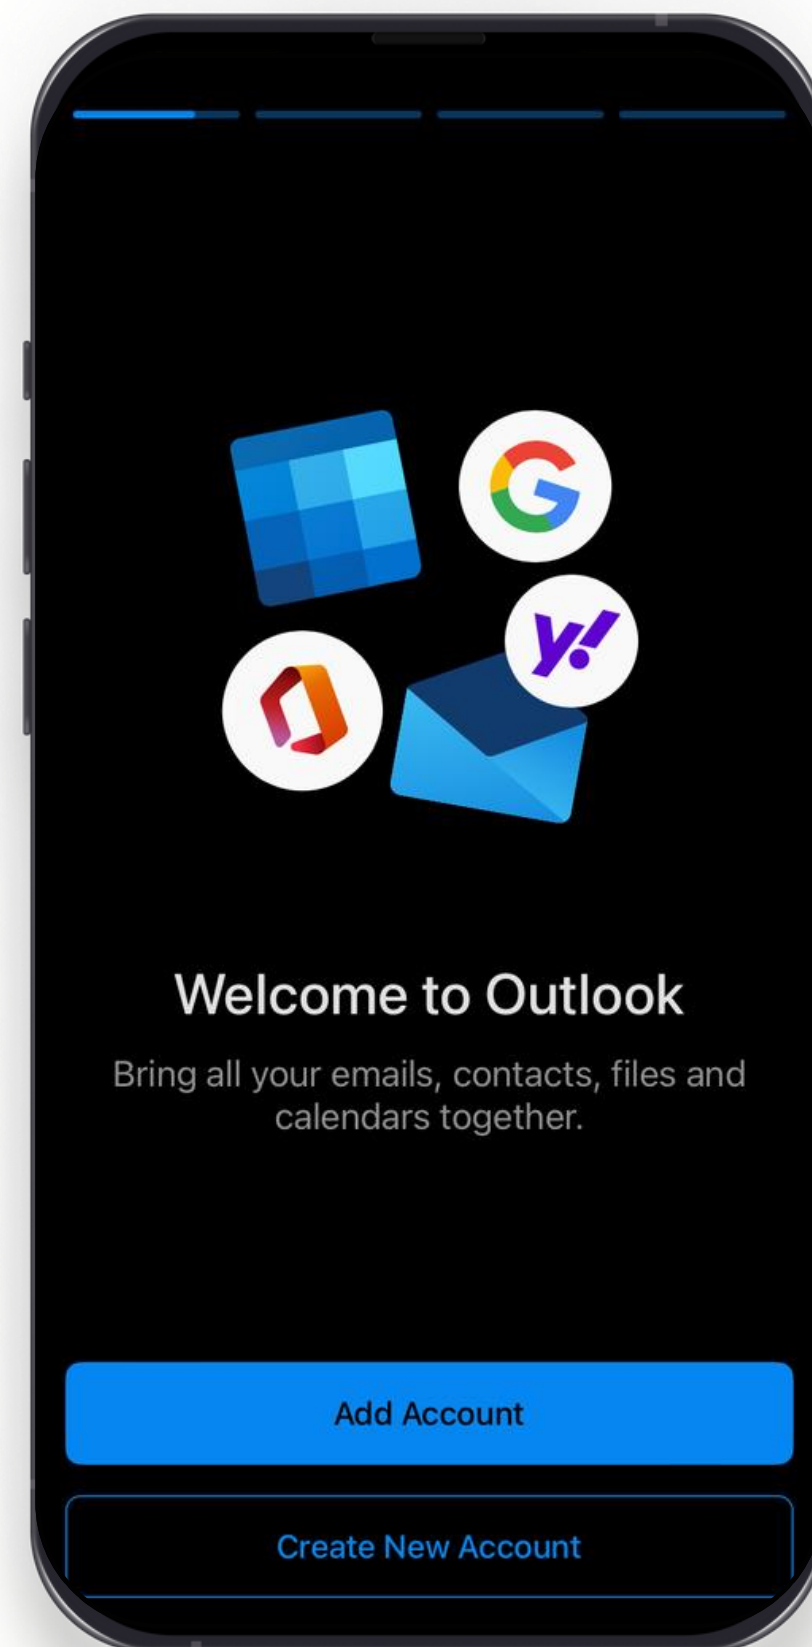 Welcome to Outlook
Bring all your emails, contacts, files and
calendars together.
Add Account
Create New Account